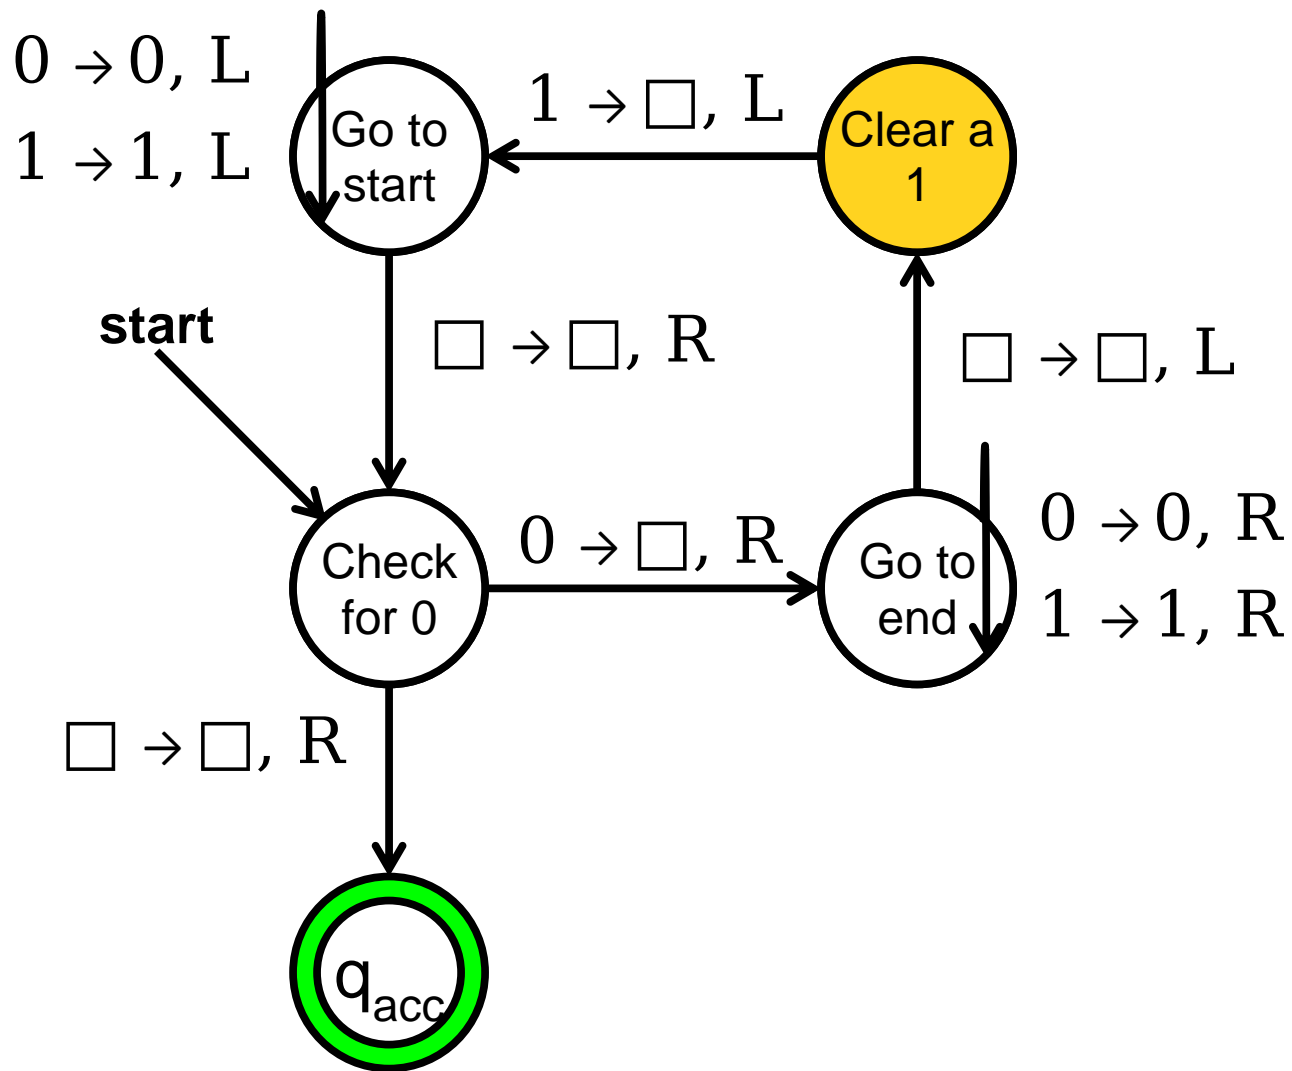 0 → 0, L
1 → 1, L
Go to
start
1 → □, L
Clear a
1
start
□ → □, R
□ → □, L
Check
for 0
0 → □, R
Go to
end
0 → 0, R
1 → 1, R
□ → □, R
qacc